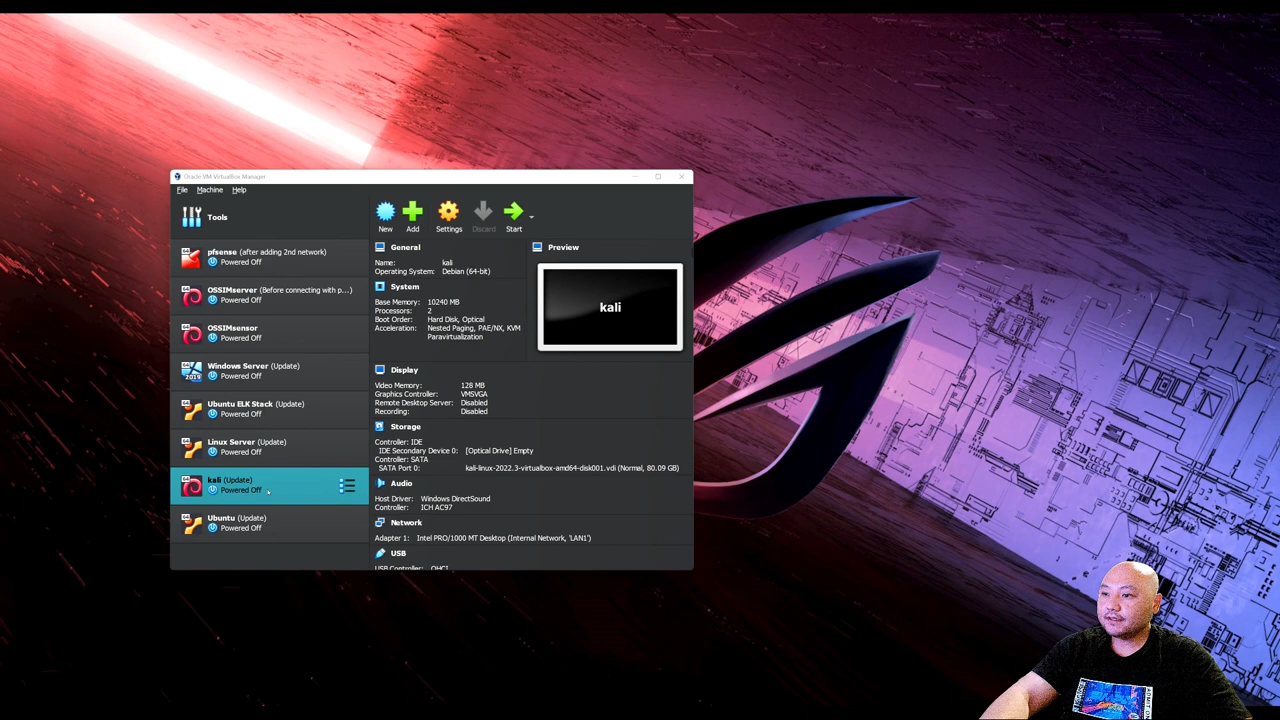 Oracle VM VirtualBox Manager
File Machine Help
Tools
New Add Settings Discard Start
pfsense (after adding 2nd network)
Powered Off
OSSIMserver (Before connecting with p...)
Powered Off
OSSIMsensor
Powered Off
Windows Server (Update)
Powered Off
2019
Ubuntu ELK Stack (Update)
Powered Off
Linux Server (Update)
Powered Off
kali (Update)
Powered Off
Ubuntu (Update)
Powered Off
General
Name: kali
Operating System: Debian (64-bit)
System
Base Memory: 10240 MB
Processors: 2
Boot Order: Hard Disk, Optical
Acceleration: Nested Paging, PAE/NX, KVM
Paravirtualization
Preview
kali
Display
Video Memory: 128 MB
Graphics Controller: VMSVGA
Remote Desktop Server: Disabled
Recording: Disabled
Storage
Controller: IDE
IDE Secondary Device 0: [Optical Drive] Empty
Controller: SATA
SATA Port 0: kali-linux-2022.3-virtualbox-amd64-disk001.vdi (Normal, 80.09 GB)
Audio
Host Driver: Windows DirectSound
Controller: ICH AC97
Network
Adapter 1: Intel PRO/1000 MT Desktop (Internal Network, 'LAN1')
USB
USB Controller: OHCI